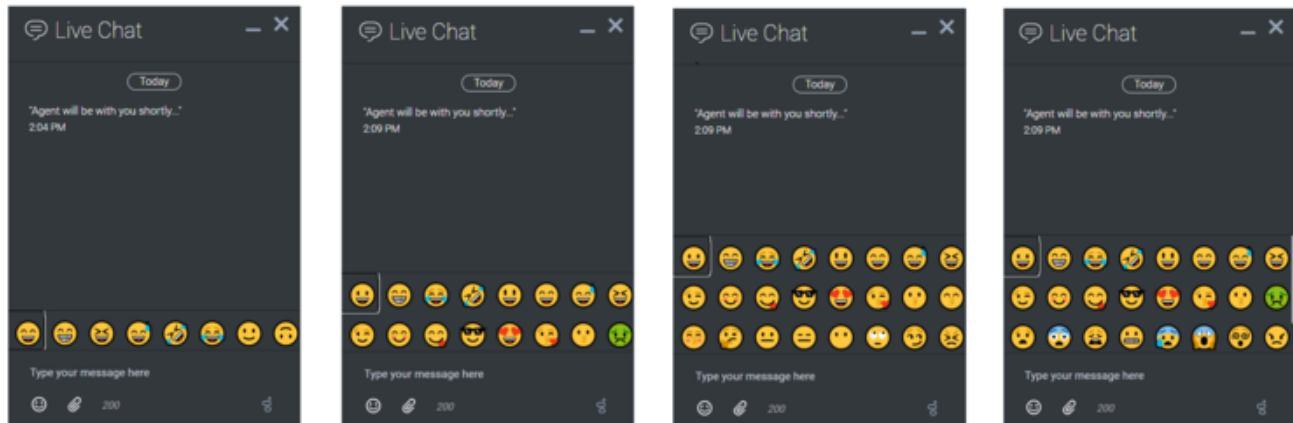 Live Chat
Today
"Agent will be with you shortly..."
2:04 PM
Type your message here
200
Live Chat
Today
"Agent will be with you shortly..."
2:09 PM
Type your message here
200
Live Chat
Today
"Agent will be with you shortly..."
2:09 PM
Type your message here
200
Live Chat
Today
"Agent will be with you shortly..."
2:09 PM
Type your message here
200